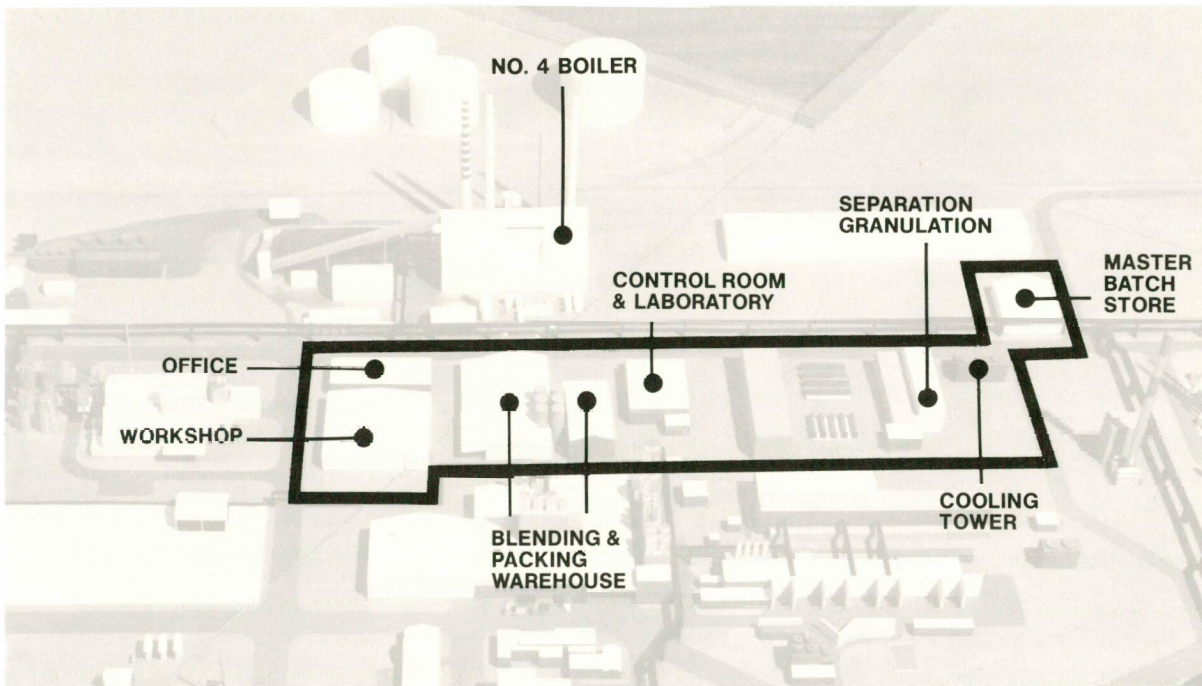 NO. 4 BOILER
SEPARATION
GRANULATION
MASTER
BATCH
STORE
CONTROL ROOM
& LABORATORY
OFFICE
WORKSHOP
BLENDING &
PACKING
WAREHOUSE
COOLING
TOWER